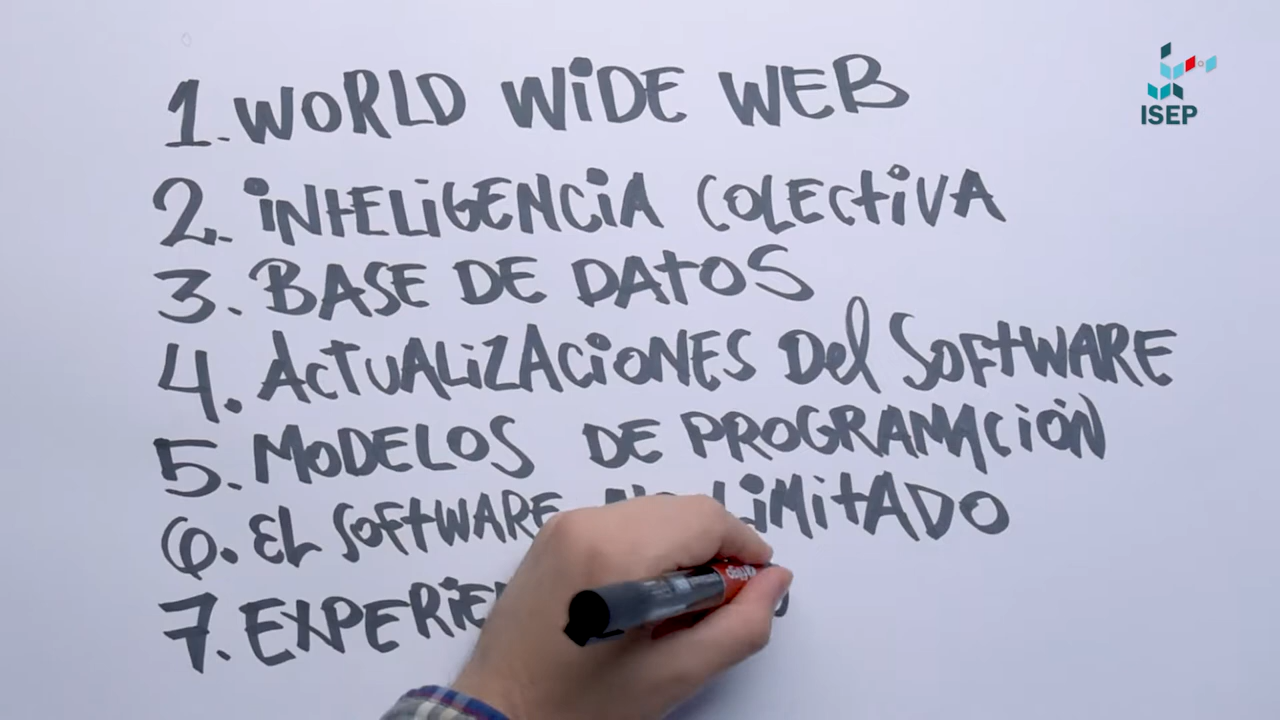 1. WORLD WIDE WEB
2. INTELIGENCIA COLECTIVA
3. BASE DE DATOS
4. ACTUALIZACIONES DEl SOFTWARE
5. MODELOS DE PROGRAMACIÓN
6. EL SOFTWARE LIMITADO
7.
ISEP